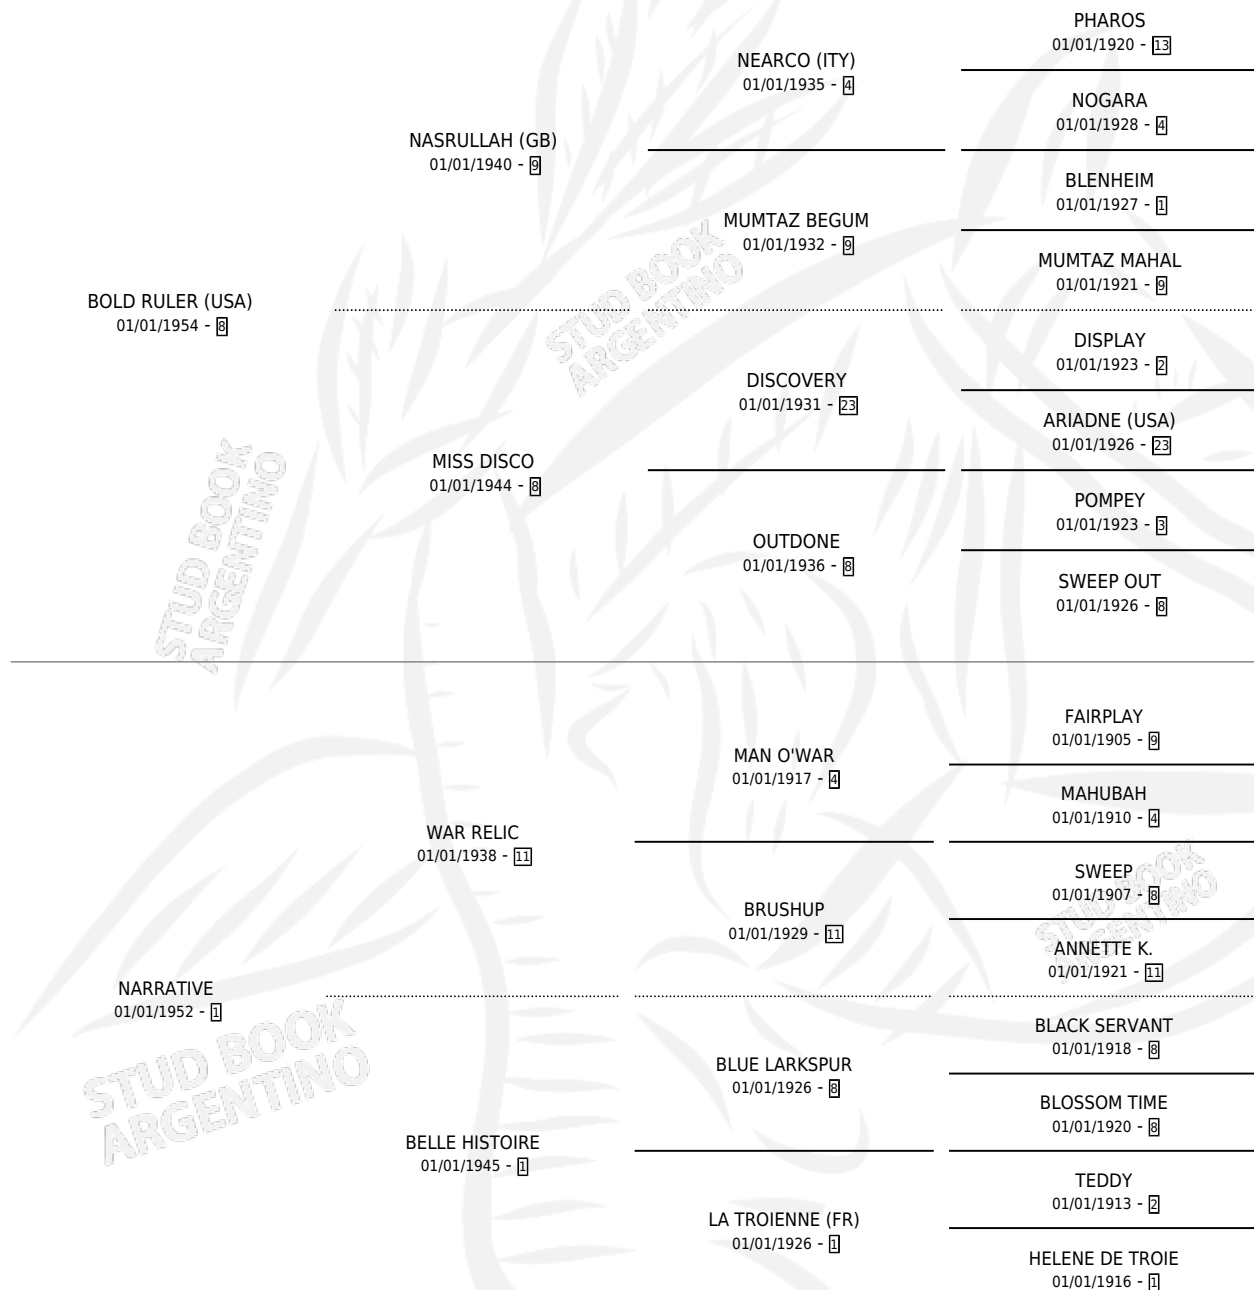 PHAROS
01/01/1920 - 13
NEARCO (ITY)
01/01/1935 - 4
NOGARA
01/01/1928 - 4
NASRULLAH (GB)
01/01/1940 - 9
BLENHEIM
01/01/1927 - 1
MUMTAZ BEGUM
01/01/1932 - 9
MUMTAZ MAHAL
01/01/1921 - 9
BOLD RULER (USA)
01/01/1954 - 8
STUD BOOK
ARGENTINO
DISPLAY
01/01/1923 - 2
DISCOVERY
01/01/1931 - 23
ARIADNE (USA)
01/01/1926 - 23
MISS DISCO
01/01/1944 - 8
POMPEY
01/01/1923 - 3
OUTDONE
01/01/1936 - 8
SWEEP OUT
01/01/1926 - 8
STUD BOOK
ARGENTINO
FAIRPLAY
01/01/1905 - 9
MAN O'WAR
01/01/1917 - 4
MAHUBAH
01/01/1910 - 4
WAR RELIC
01/01/1938 - 11
SWEEP
01/01/1907 - 8
BRUSHUP
01/01/1929 - 11
ANNETTE K.
01/01/1921 - 11
STUD BOOK
ARGENTINO
NARRATIVE
01/01/1952 - 1
STUD BOOK
ARGENTINO
BLACK SERVANT
01/01/1918 - 8
BLUE LARKSPUR
01/01/1926 - 8
BLOSSOM TIME
01/01/1920 - 8
BELLE HISTOIRE
01/01/1945 - 1
TEDDY
01/01/1913 - 2
LA TROIENNE (FR)
01/01/1926 - 1
HELENE DE TROIE
01/01/1916 - 1